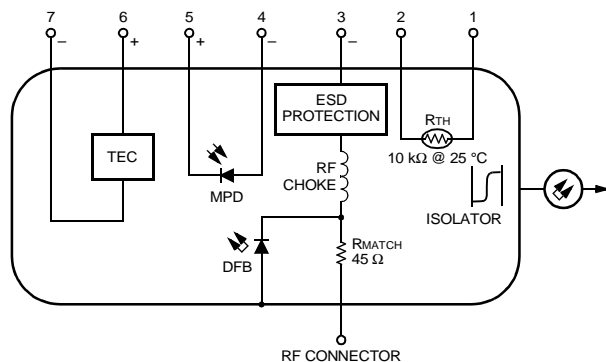 7 6 5 4 3 2 1
– + + – –
ESD
PROTECTION
RTH
10 kΩ @ 25 °C
TEC
RF
CHOKE
MPD
ISOLATOR
DFB
RMATCH
45 Ω
RF CONNECTOR